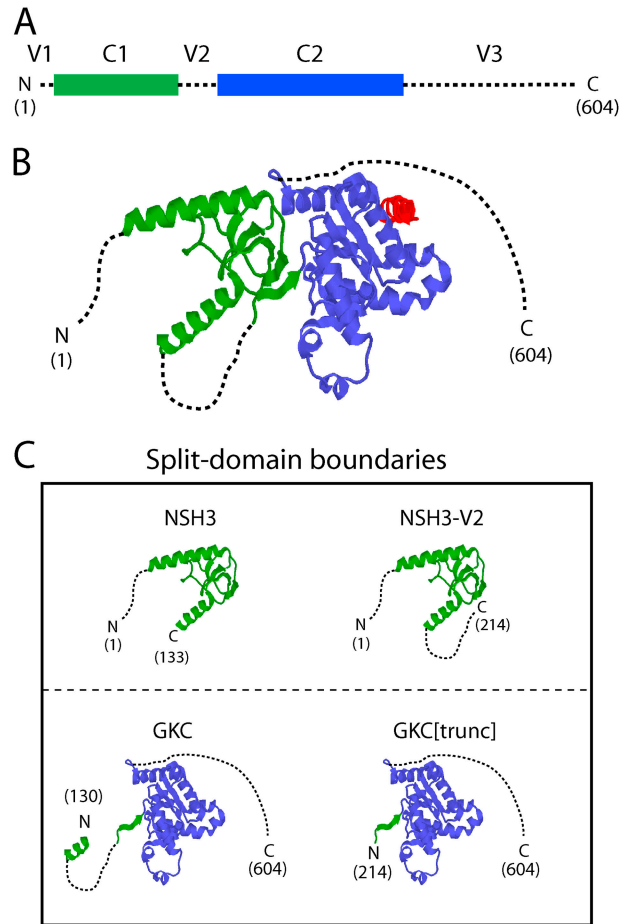 A
V1 C1 V2 C2 V3
N C
(1) (604)
B
N
(1)
C
(604)
C
Split-domain boundaries
NSH3 NSH3-V2
N
(1)
C
(133)
N
(1)
C
(214)
GKC GKC[trunc]
(130)
N
C
(604)
N
(214)
C
(604)